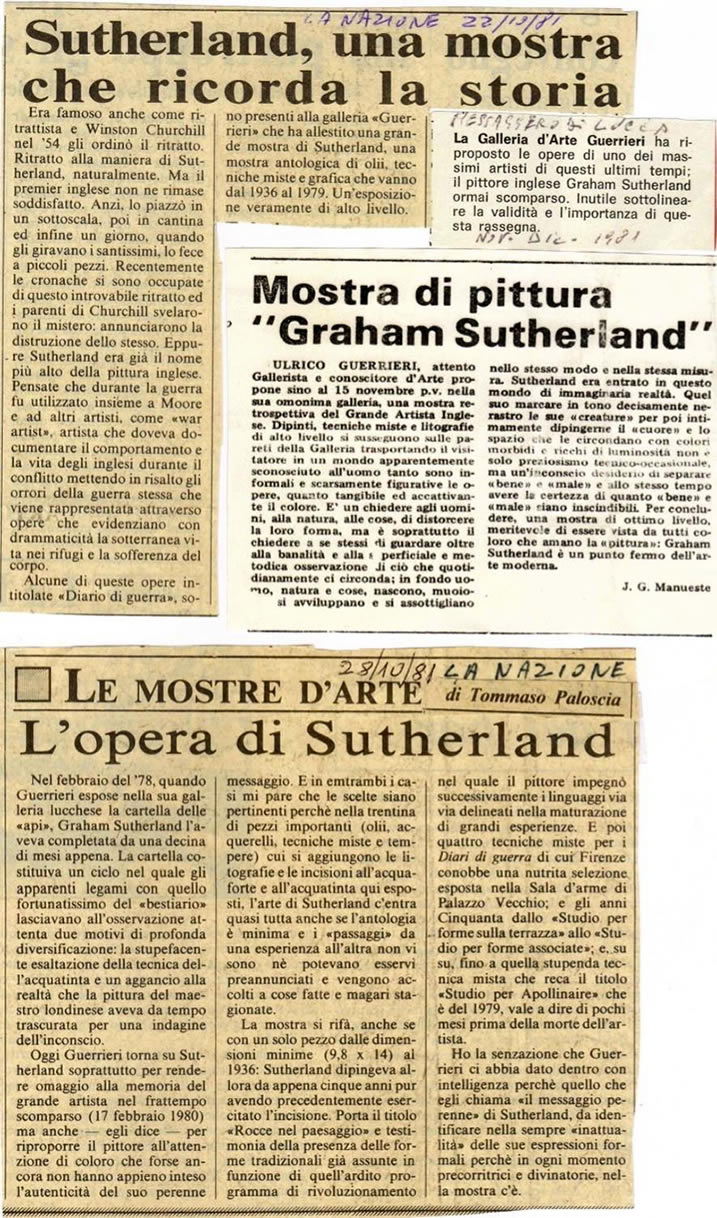 LA NAZIONE 22/10/81
Sutherland, una mostra
che ricorda la storia
Era famoso anche come ri-
trattista e Winston Churchill
nel '54 gli ordinò il ritratto.
Ritratto alla maniera di Sut-
herland, naturalmente. Ma il
premier inglese non ne rimase
soddisfatto. Anzi, lo piazzò in
un sottoscala, poi in cantina
ed infine un giorno, quando
gli giravano i santissimi, lo fece
a piccoli pezzi. Recentemente
le cronache si sono occupate
di questo introvabile ritratto ed
i parenti di Churchill svelaro-
no il mistero: annunciarono la
distruzione dello stesso. Eppu-
re Sutherland era già il nome
più alto della pittura inglese.
Pensate che durante la guerra
fu utilizzato insieme a Moore
e ad altri artisti, come «war
artist», artista che doveva do-
cumentare il comportamento e
la vita degli inglesi durante il
conflitto mettendo in risalto gli
orrori della guerra stessa che
viene rappresentata attraverso
opere che evidenziano con
drammaticità la sotterranea vi-
ta nei rifugi e la sofferenza del
corpo.
Alcune di queste opere in-
titolate «Diario di guerra», so-
no presenti alla galleria «Guer-
rieri» che ha allestito una gran-
de mostra di Sutherland, una
mostra antologica di olii, tec-
niche miste e grafica che vanno
dal 1936 al 1979. Un'esposizio-
ne veramente di alto livello.
MESSAGGERO DI LUCCA
La Galleria d'Arte Guerrieri ha ri-
proposto le opere di uno dei mas-
simi artisti di questi ultimi tempi;
il pittore inglese Graham Sutherland
ormai scomparso. Inutile sottolinea-
re la validità e l'importanza di que-
sta rassegna.
Nov. Dic. 1981
Mostra di pittura
"Graham Sutherland"
ULRICO GUERRIERI, attento
Gallerista e conoscitore d'Arte pro-
pone sino al 15 novembre p.v. nella
sua omonima galleria, una mostra re-
trospettiva del Grande Artista Ingle-
se. Dipinti, tecniche miste e litografie
di alto livello si susseguono sulle pa-
reti della Galleria trasportando il visi-
tatore in un mondo apparentemente
sconosciuto all'uomo tanto sono in-
formali e scarsamente figurative le o-
pere, quanto tangibile ed accattivan-
te il colore. E' un chiedere agli uomi-
ni, alla natura, alle cose, di distorcere
la loro forma, ma è soprattutto il
chiedere a se stessi di guardare oltre
alla banalità e alla s perficiale e me-
todica osservazione di ciò che quoti-
dianamente ci circonda; in fondo uo-
mo, natura e cose, nascono, muoio-
si avviluppano e si assottigliano
nello stesso modo e nella stessa misu-
ra. Sutherland era entrato in questo
mondo di immaginaria realtà. Quel
suo marcare in tono decisamente ne-
rastro le sue «creature» per poi inti-
mamente dipingerne il «cuore» e lo
spazio che le circondano con colori
morbidi e ricchi di luminosità non è
solo preziosismo tecnico-occasionale,
ma un'inconscio desiderio di separare
«bene» e «male» e allo stesso tempo
avere la certezza di quanto «bene» e
«male» siano inscindibili. Per conclu-
dere, una mostra di ottimo livello,
meritevole di essere vista da tutti co-
loro che amano la «pittura»: Graham
Sutherland è un punto fermo dell'ar-
te moderna.
J. G. Manueste
28/10/81 LA NAZIONE
LE MOSTRE D'ARTE di Tommaso Paloscia
L'opera di Sutherland
Nel febbraio del '78, quando
Guerrieri espose nella sua gal-
leria lucchese la cartella delle
«api», Graham Sutherland l'a-
veva completata da una decina
di mesi appena. La cartella co-
stituiva un ciclo nel quale gli
apparenti legami con quello
fortunatissimo del «bestiario»
lasciavano all'osservazione at-
tenta due motivi di profonda
diversificazione: la stupefacen-
te esaltazione della tecnica del-
l'acquatinta e un aggancio alla
realtà che la pittura del mae-
stro londinese aveva da tempo
trascurata per una indagine
dell'inconscio.
Oggi Guerrieri torna su Sut-
herland soprattutto per rende-
re omaggio alla memoria del
grande artista nel frattempo
scomparso (17 febbraio 1980)
ma anche — egli dice — per
riproporre il pittore all'atten-
zione di coloro che forse an-
cora non hanno appieno inteso
l'autenticità del suo perenne
messaggio. E in emtrambi i ca-
si mi pare che le scelte siano
pertinenti perchè nella trentina
di pezzi importanti (olii, ac-
querelli, tecniche miste e tem-
pere) cui si aggiungono le li-
tografie e le incisioni all'acqua-
forte e all'acquatinta qui espo-
sti, l'arte di Sutherland c'entra
quasi tutta anche se l'antologia
è minima e i «passaggi» da
una esperienza all'altra non vi
sono nè potevano esservi
preannunciati e vengono accol-
ti a cose fatte e magari sta-
gionate.
La mostra si rifà, anche se
con un solo pezzo dalle dimen-
sioni minime (9,8 x 14) al
1936: Sutherland dipingeva al-
lora da appena cinque anni pur
avendo precedentemente eser-
citato l'incisione. Porta il titolo
«Rocce nel paesaggio» e testi-
monia della presenza delle for-
me tradizionali già assunte in
funzione di quell'ardito pro-
gramma di rivoluzionamento
nel quale il pittore impegnò
successivamente i linguaggi via
via delineati nella maturazione
di grandi esperienze. E poi
quattro tecniche miste per i
Diari di guerra di cui Firenze
conobbe una nutrita selezione
esposta nella Sala d'arme di
Palazzo Vecchio; e gli anni
Cinquanta dallo «Studio per
forme sulla terrazza» allo «Stu-
dio per forme associate»; e, su
su, fino a quella stupenda tec-
nica mista che reca il titolo
«Studio per Apollinaire» che
è del 1979, vale a dire di pochi
mesi prima della morte dell'ar-
tista.
Ho la sensazione che Guer-
rieri ci abbia dato dentro con
intelligenza perchè quello che
egli chiama «il messaggio pe-
renne» di Sutherland, da iden-
tificare nella sempre «inattua-
lità» delle sue espressioni for-
mali perchè in ogni momento
precorritrici e divinatorie, nel-
la mostra c'è.